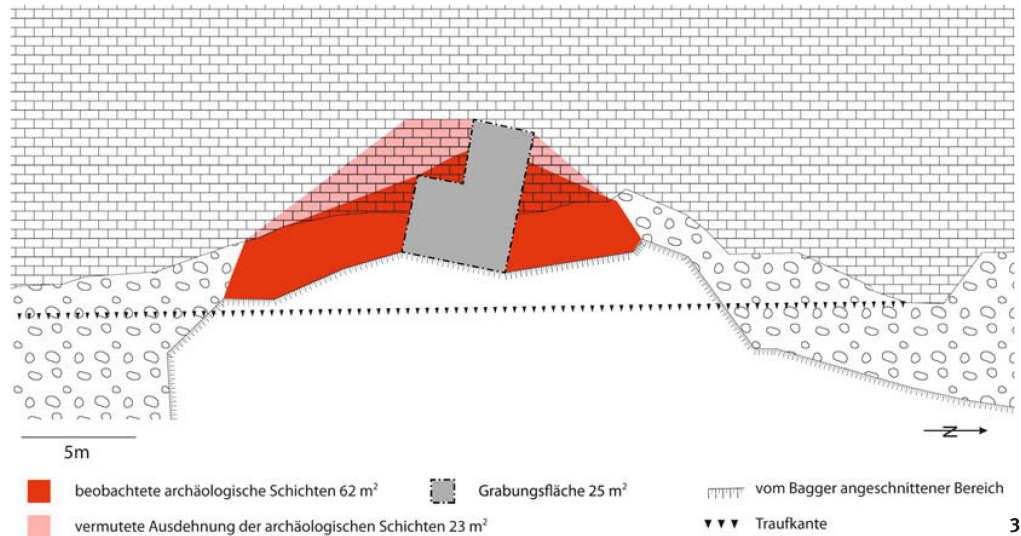 5m
N
beobachtete archäologische Schichten 62 m²
Grabungsfläche 25 m²
vom Bagger angeschnittener Bereich
vermutete Ausdehnung der archäologischen Schichten 23 m²
Traufkante
3